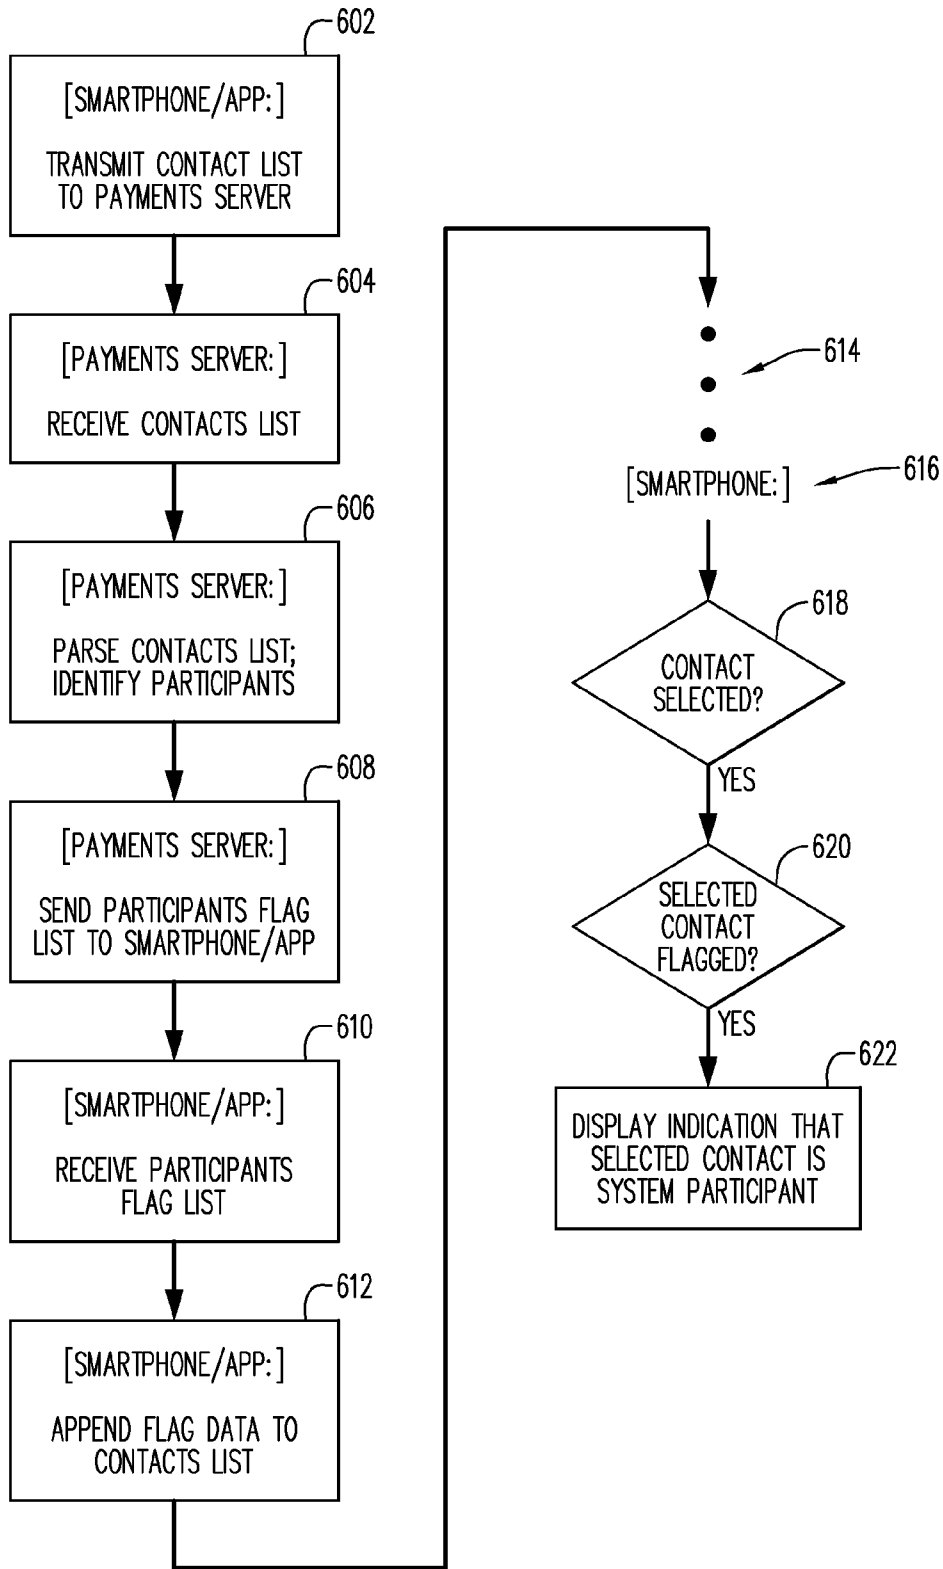 602
[SMARTPHONE/APP:]
TRANSMIT CONTACT LIST
TO PAYMENTS SERVER
604
[PAYMENTS SERVER:]
RECEIVE CONTACTS LIST
606
[PAYMENTS SERVER:]
PARSE CONTACTS LIST;
IDENTIFY PARTICIPANTS
608
[PAYMENTS SERVER:]
SEND PARTICIPANTS FLAG
LIST TO SMARTPHONE/APP
610
[SMARTPHONE/APP:]
RECEIVE PARTICIPANTS
FLAG LIST
612
[SMARTPHONE/APP:]
APPEND FLAG DATA TO
CONTACTS LIST
614
[SMARTPHONE:]
616
618
CONTACT
SELECTED?
YES
620
SELECTED
CONTACT
FLAGGED?
YES
622
DISPLAY INDICATION THAT
SELECTED CONTACT IS
SYSTEM PARTICIPANT